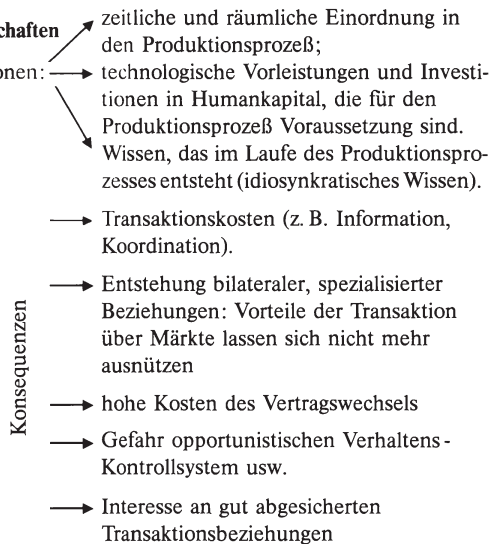 chaften
zeitliche und räumliche Einordnung in
den Produktionsprozeß;
onen:
technologische Vorleistungen und Investi-
tionen in Humankapital, die für den
Produktionsprozeß Voraussetzung sind.
Wissen, das im Laufe des Produktionspro-
zesses entsteht (idiosynkratisches Wissen).
Transaktionskosten (z. B. Information,
Koordination).
Konsequenzen
Entstehung bilateraler, spezialisierter
Beziehungen: Vorteile der Transaktion
über Märkte lassen sich nicht mehr
ausnützen
hohe Kosten des Vertragswechsels
Gefahr opportunistischen Verhaltens -
Kontrollsystem usw.
Interesse an gut abgesicherten
Transaktionsbeziehungen